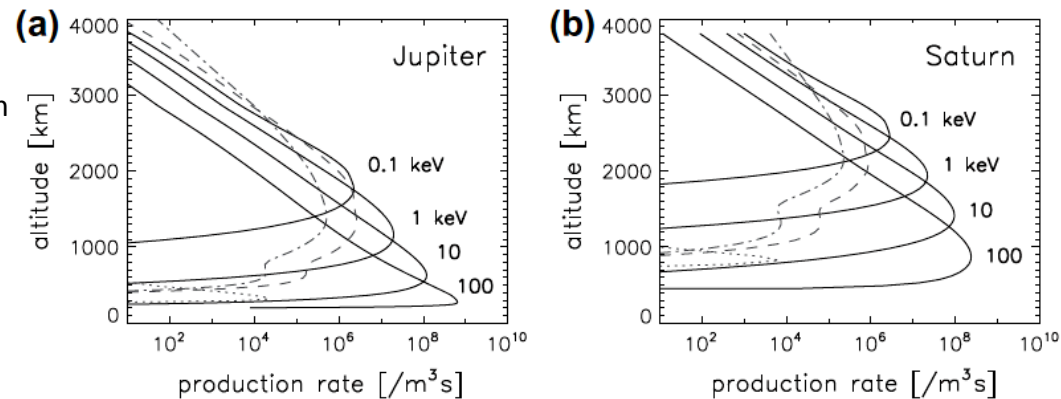 (a)
Jupiter
4000
3000
2000
1000
0
altitude [km]
0.1 keV
1 keV
10
100
10² 10⁴ 10⁶ 10⁸ 10¹⁰
production rate [/m³s]
(b)
Saturn
4000
3000
2000
1000
0
altitude [km]
0.1 keV
1 keV
10
100
10² 10⁴ 10⁶ 10⁸ 10¹⁰
production rate [/m³s]